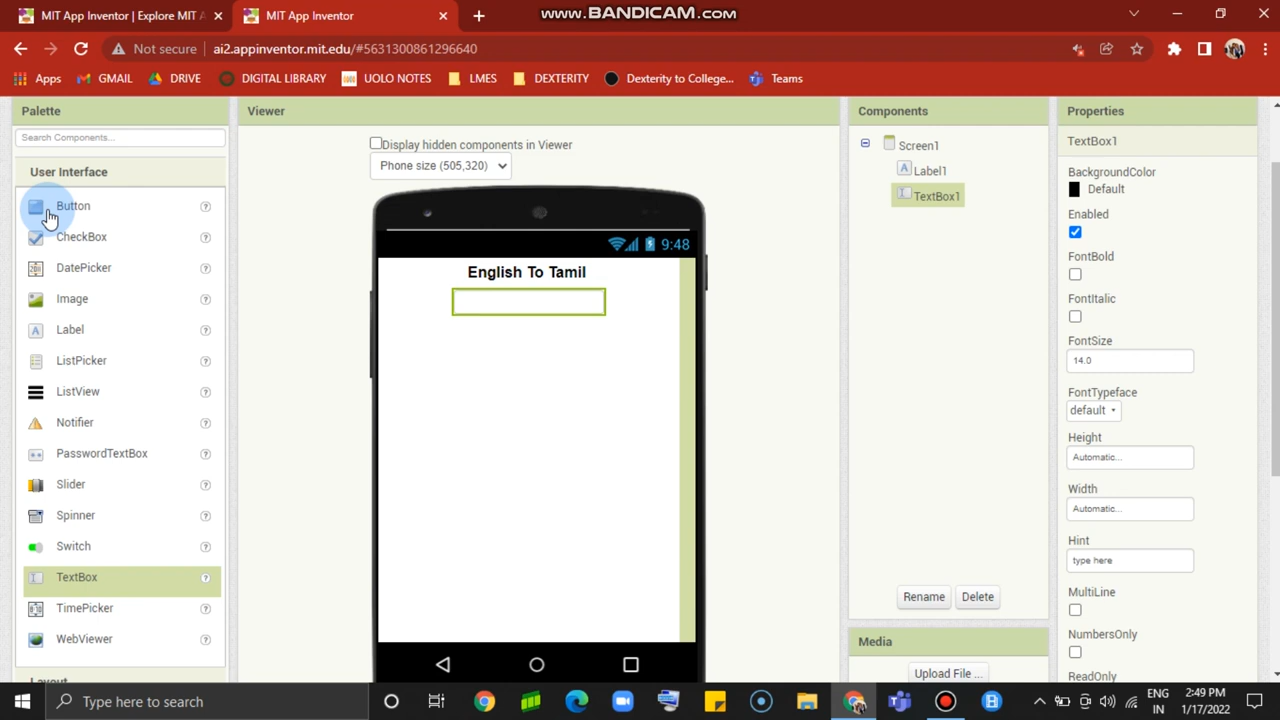 www.BANDICAM.com
MIT App Inventor | Explore MIT A
MIT App Inventor
Not secure
ai2.appinventor.mit.edu/#5631300861296640
Apps
GMAIL
DRIVE
DIGITAL LIBRARY
UOLO NOTES
LMES
DEXTERITY
Dexterity to College...
Teams
Palette
Search Components...
User Interface
Button
CheckBox
DatePicker
Image
Label
ListPicker
ListView
Notifier
PasswordTextBox
Slider
Spinner
Switch
TextBox
TimePicker
WebViewer
Layout
Viewer
Display hidden components in Viewer
Phone size (505,320)
9:48
English To Tamil
Components
Screen1
Label1
TextBox1
Rename
Delete
Media
Upload File ...
Properties
TextBox1
BackgroundColor
Default
Enabled
FontBold
FontItalic
FontSize
14.0
FontTypeface
default
Height
Automatic...
Width
Automatic...
Hint
type here
MultiLine
NumbersOnly
ReadOnly
Type here to search
ENG
IN
2:49 PM
1/17/2022